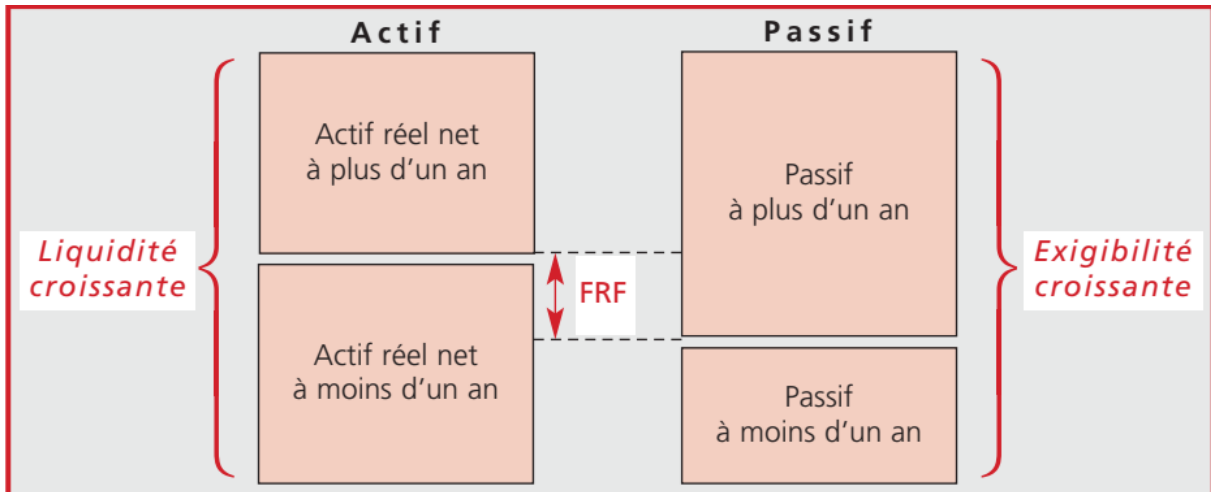 Actif
Passif
Actif réel net
à plus d'un an
Passif
à plus d'un an
Liquidité
croissante
FRF
Exigibilité
croissante
Actif réel net
à moins d'un an
Passif
à moins d'un an